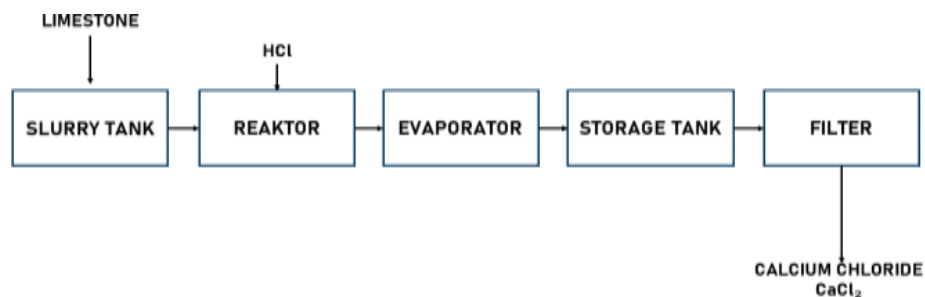 LIMESTONE
HCl
SLURRY TANK
REAKTOR
EVAPORATOR
STORAGE TANK
FILTER
CALCIUM CHLORIDE
CaCl₂